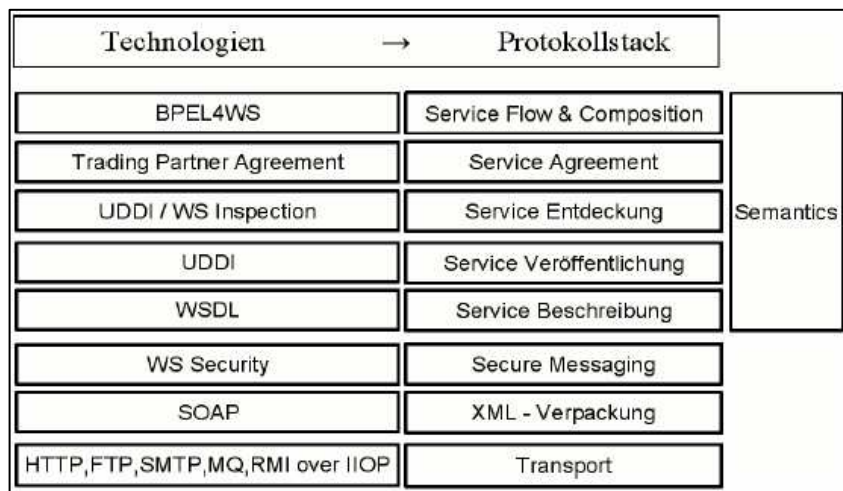 Technologien → Protokollstack
BPEL4WS Service Flow & Composition
Trading Partner Agreement Service Agreement
UDDI / WS Inspection Service Entdeckung
Semantics
UDDI Service Veröffentlichung
WSDL Service Beschreibung
WS Security Secure Messaging
SOAP XML - Verpackung
HTTP,FTP,SMTP,MQ,RMI over IIOP Transport